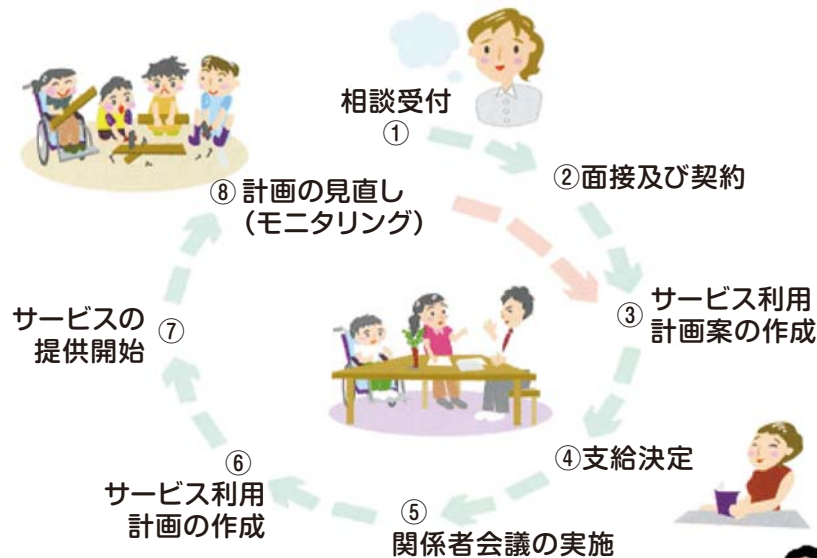 相談受付
①
②面接及び契約
③ サービス利用
計画案の作成
④支給決定
⑤
関係者会議の実施
⑥
サービス利用
計画の作成
サービスの ⑦
提供開始
⑧計画の見直し
（モニタリング）